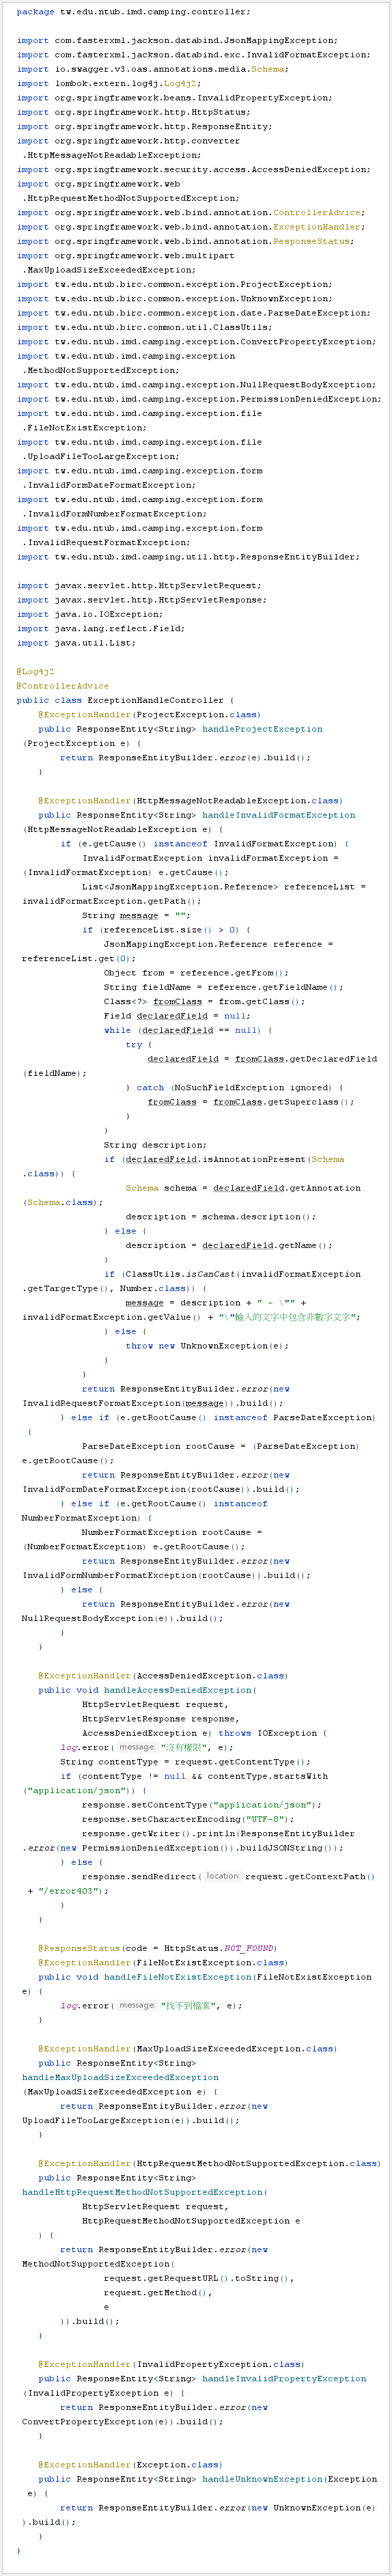 package tw.edu.ntub.imd.camping.controller;
import com.fasterxml.jackson.databind.JsonMappingException;
import com.fasterxml.jackson.databind.exc.InvalidFormatException;
import io.swagger.v3.oas.annotations.media.Schema;
import lombok.extern.log4j.Log4j2;
import org.springframework.beans.InvalidPropertyException;
import org.springframework.http.HttpStatus;
import org.springframework.http.ResponseEntity;
import org.springframework.http.converter
.HttpMessageNotReadableException;
import org.springframework.security.access.AccessDeniedException;
import org.springframework.web
.HttpRequestMethodNotSupportedException;
import org.springframework.web.bind.annotation.ControllerAdvice;
import org.springframework.web.bind.annotation.ExceptionHandler;
import org.springframework.web.bind.annotation.ResponseStatus;
import org.springframework.web.multipart
.MaxUploadSizeExceededException;
import tw.edu.ntub.birc.common.exception.ProjectException;
import tw.edu.ntub.birc.common.exception.UnknownException;
import tw.edu.ntub.birc.common.exception.date.ParseDateException;
import tw.edu.ntub.birc.common.util.ClassUtils;
import tw.edu.ntub.imd.camping.exception.ConvertPropertyException;
import tw.edu.ntub.imd.camping.exception
.MethodNotSupportedException;
import tw.edu.ntub.imd.camping.exception.NullRequestBodyException;
import tw.edu.ntub.imd.camping.exception.PermissionDeniedException;
import tw.edu.ntub.imd.camping.exception.file
.FileNotExistException;
import tw.edu.ntub.imd.camping.exception.file
.UploadFileTooLargeException;
import tw.edu.ntub.imd.camping.exception.form
.InvalidFormDateFormatException;
import tw.edu.ntub.imd.camping.exception.form
.InvalidFormNumberFormatException;
import tw.edu.ntub.imd.camping.exception.form
.InvalidRequestFormatException;
import tw.edu.ntub.imd.camping.util.http.ResponseEntityBuilder;
import javax.servlet.http.HttpServletRequest;
import javax.servlet.http.HttpServletResponse;
import java.io.IOException;
import java.lang.reflect.Field;
import java.util.List;
@Log4j2
@ControllerAdvice
public class ExceptionHandleController {
@ExceptionHandler(ProjectException.class)
public ResponseEntity<String> handleProjectException
(ProjectException e) {
return ResponseEntityBuilder.error(e).build();
}
@ExceptionHandler(HttpMessageNotReadableException.class)
public ResponseEntity<String> handleInvalidFormatException
(HttpMessageNotReadableException e) {
if (e.getCause() instanceof InvalidFormatException) {
InvalidFormatException invalidFormatException =
(InvalidFormatException) e.getCause();
List<JsonMappingException.Reference> referenceList =
invalidFormatException.getPath();
String message = "";
if (referenceList.size() > 0) {
JsonMappingException.Reference reference =
referenceList.get(0);
Object from = reference.getFrom();
String fieldName = reference.getFieldName();
Class<?> fromClass = from.getClass();
Field declaredField = null;
while (declaredField == null) {
try {
declaredField = fromClass.getDeclaredField
(fieldName);
} catch (NoSuchFieldException ignored) {
fromClass = fromClass.getSuperclass();
}
}
String description;
if (declaredField.isAnnotationPresent(Schema
.class)) {
Schema schema = declaredField.getAnnotation
(Schema.class);
description = schema.description();
} else {
description = declaredField.getName();
}
if (ClassUtils.isCanCast(invalidFormatException
.getTargetType(), Number.class)) {
message = description + " - \"" +
invalidFormatException.getValue() + "\"輸入的文字中包含非數字文字";
} else {
throw new UnknownException(e);
}
}
return ResponseEntityBuilder.error(new
InvalidRequestFormatException(message)).build();
} else if (e.getRootCause() instanceof ParseDateException)
{
ParseDateException rootCause = (ParseDateException)
e.getRootCause();
return ResponseEntityBuilder.error(new
InvalidFormDateFormatException(rootCause)).build();
} else if (e.getRootCause() instanceof
NumberFormatException) {
NumberFormatException rootCause =
(NumberFormatException) e.getRootCause();
return ResponseEntityBuilder.error(new
InvalidFormNumberFormatException(rootCause)).build();
} else {
return ResponseEntityBuilder.error(new
NullRequestBodyException(e)).build();
}
}
@ExceptionHandler(AccessDeniedException.class)
public void handleAccessDeniedException(
HttpServletRequest request,
HttpServletResponse response,
AccessDeniedException e) throws IOException {
log.error( message: "沒有權限", e);
String contentType = request.getContentType();
if (contentType != null && contentType.startsWith
("application/json")) {
response.setContentType("application/json");
response.setCharacterEncoding("UTF-8");
response.getWriter().println(ResponseEntityBuilder
.error(new PermissionDeniedException()).buildJSONString());
} else {
response.sendRedirect( location: request.getContextPath()
+ "/error403");
}
}
@ResponseStatus(code = HttpStatus.NOT_FOUND)
@ExceptionHandler(FileNotExistException.class)
public void handleFileNotExistException(FileNotExistException
e) {
log.error( message: "找不到檔案", e);
}
@ExceptionHandler(MaxUploadSizeExceededException.class)
public ResponseEntity<String>
handleMaxUploadSizeExceededException
(MaxUploadSizeExceededException e) {
return ResponseEntityBuilder.error(new
UploadFileTooLargeException(e)).build();
}
@ExceptionHandler(HttpRequestMethodNotSupportedException.class)
public ResponseEntity<String>
handleHttpRequestMethodNotSupportedException(
HttpServletRequest request,
HttpRequestMethodNotSupportedException e
) {
return ResponseEntityBuilder.error(new
MethodNotSupportedException(
request.getRequestURL().toString(),
request.getMethod(),
e
)).build();
}
@ExceptionHandler(InvalidPropertyException.class)
public ResponseEntity<String> handleInvalidPropertyException
(InvalidPropertyException e) {
return ResponseEntityBuilder.error(new
ConvertPropertyException(e)).build();
}
@ExceptionHandler(Exception.class)
public ResponseEntity<String> handleUnknownException(Exception
e) {
return ResponseEntityBuilder.error(new UnknownException(e)
).build();
}
}